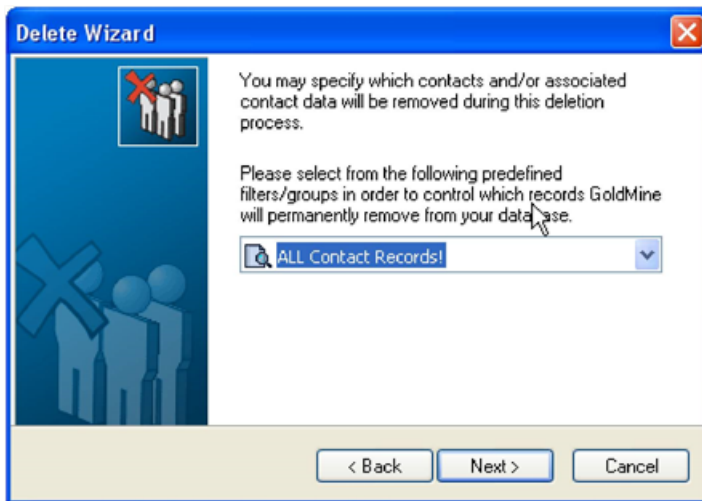 Delete Wizard
You may specify which contacts and/or associated
contact data will be removed during this deletion
process.
Please select from the following predefined
filters/groups in order to control which records GoldMine
will permanently remove from your database.
ALL Contact Records!
< Back
Next >
Cancel